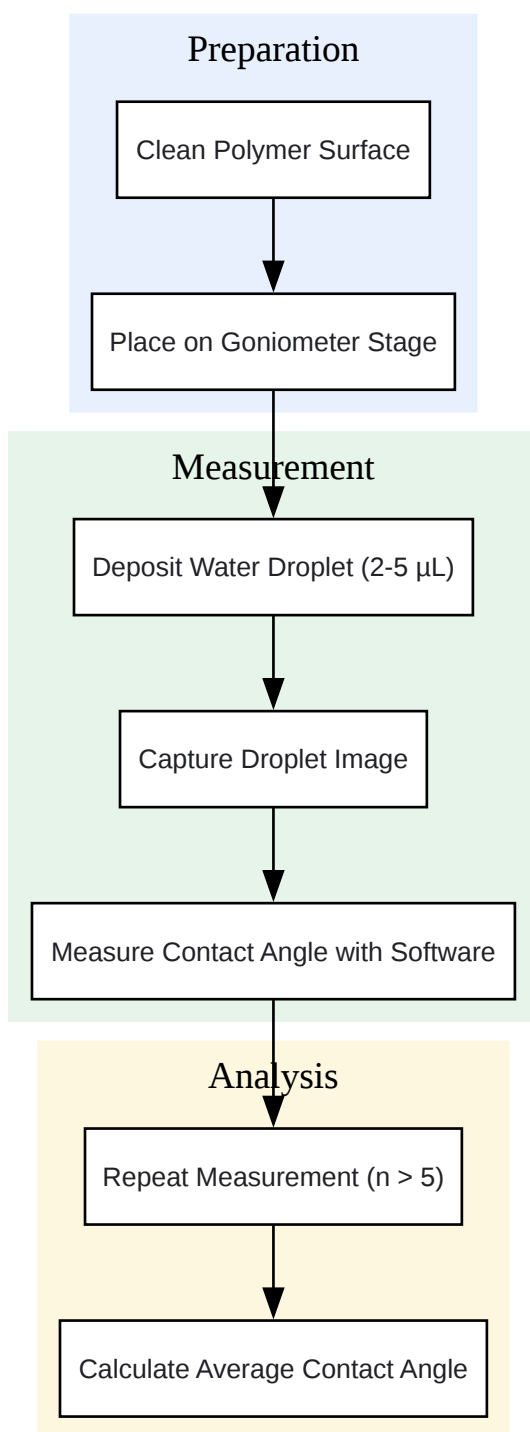 Preparation
Clean Polymer Surface
Place on Goniometer Stage
Measurement
Deposit Water Droplet (2-5 µL)
Capture Droplet Image
Measure Contact Angle with Software
Analysis
Repeat Measurement (n > 5)
Calculate Average Contact Angle